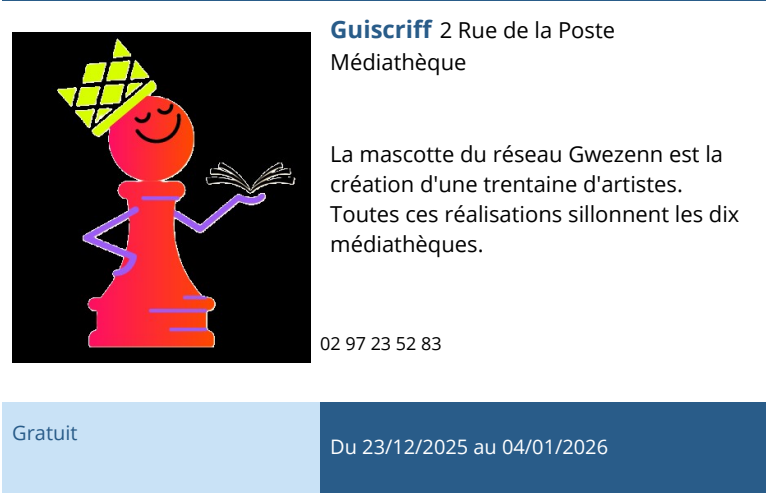 Guiscriff 2 Rue de la Poste
Médiathèque
La mascotte du réseau Gwezenn est la
création d'une trentaine d'artistes.
Toutes ces réalisations sillonnent les dix
médiathèques.
02 97 23 52 83
Gratuit
Du 23/12/2025 au 04/01/2026